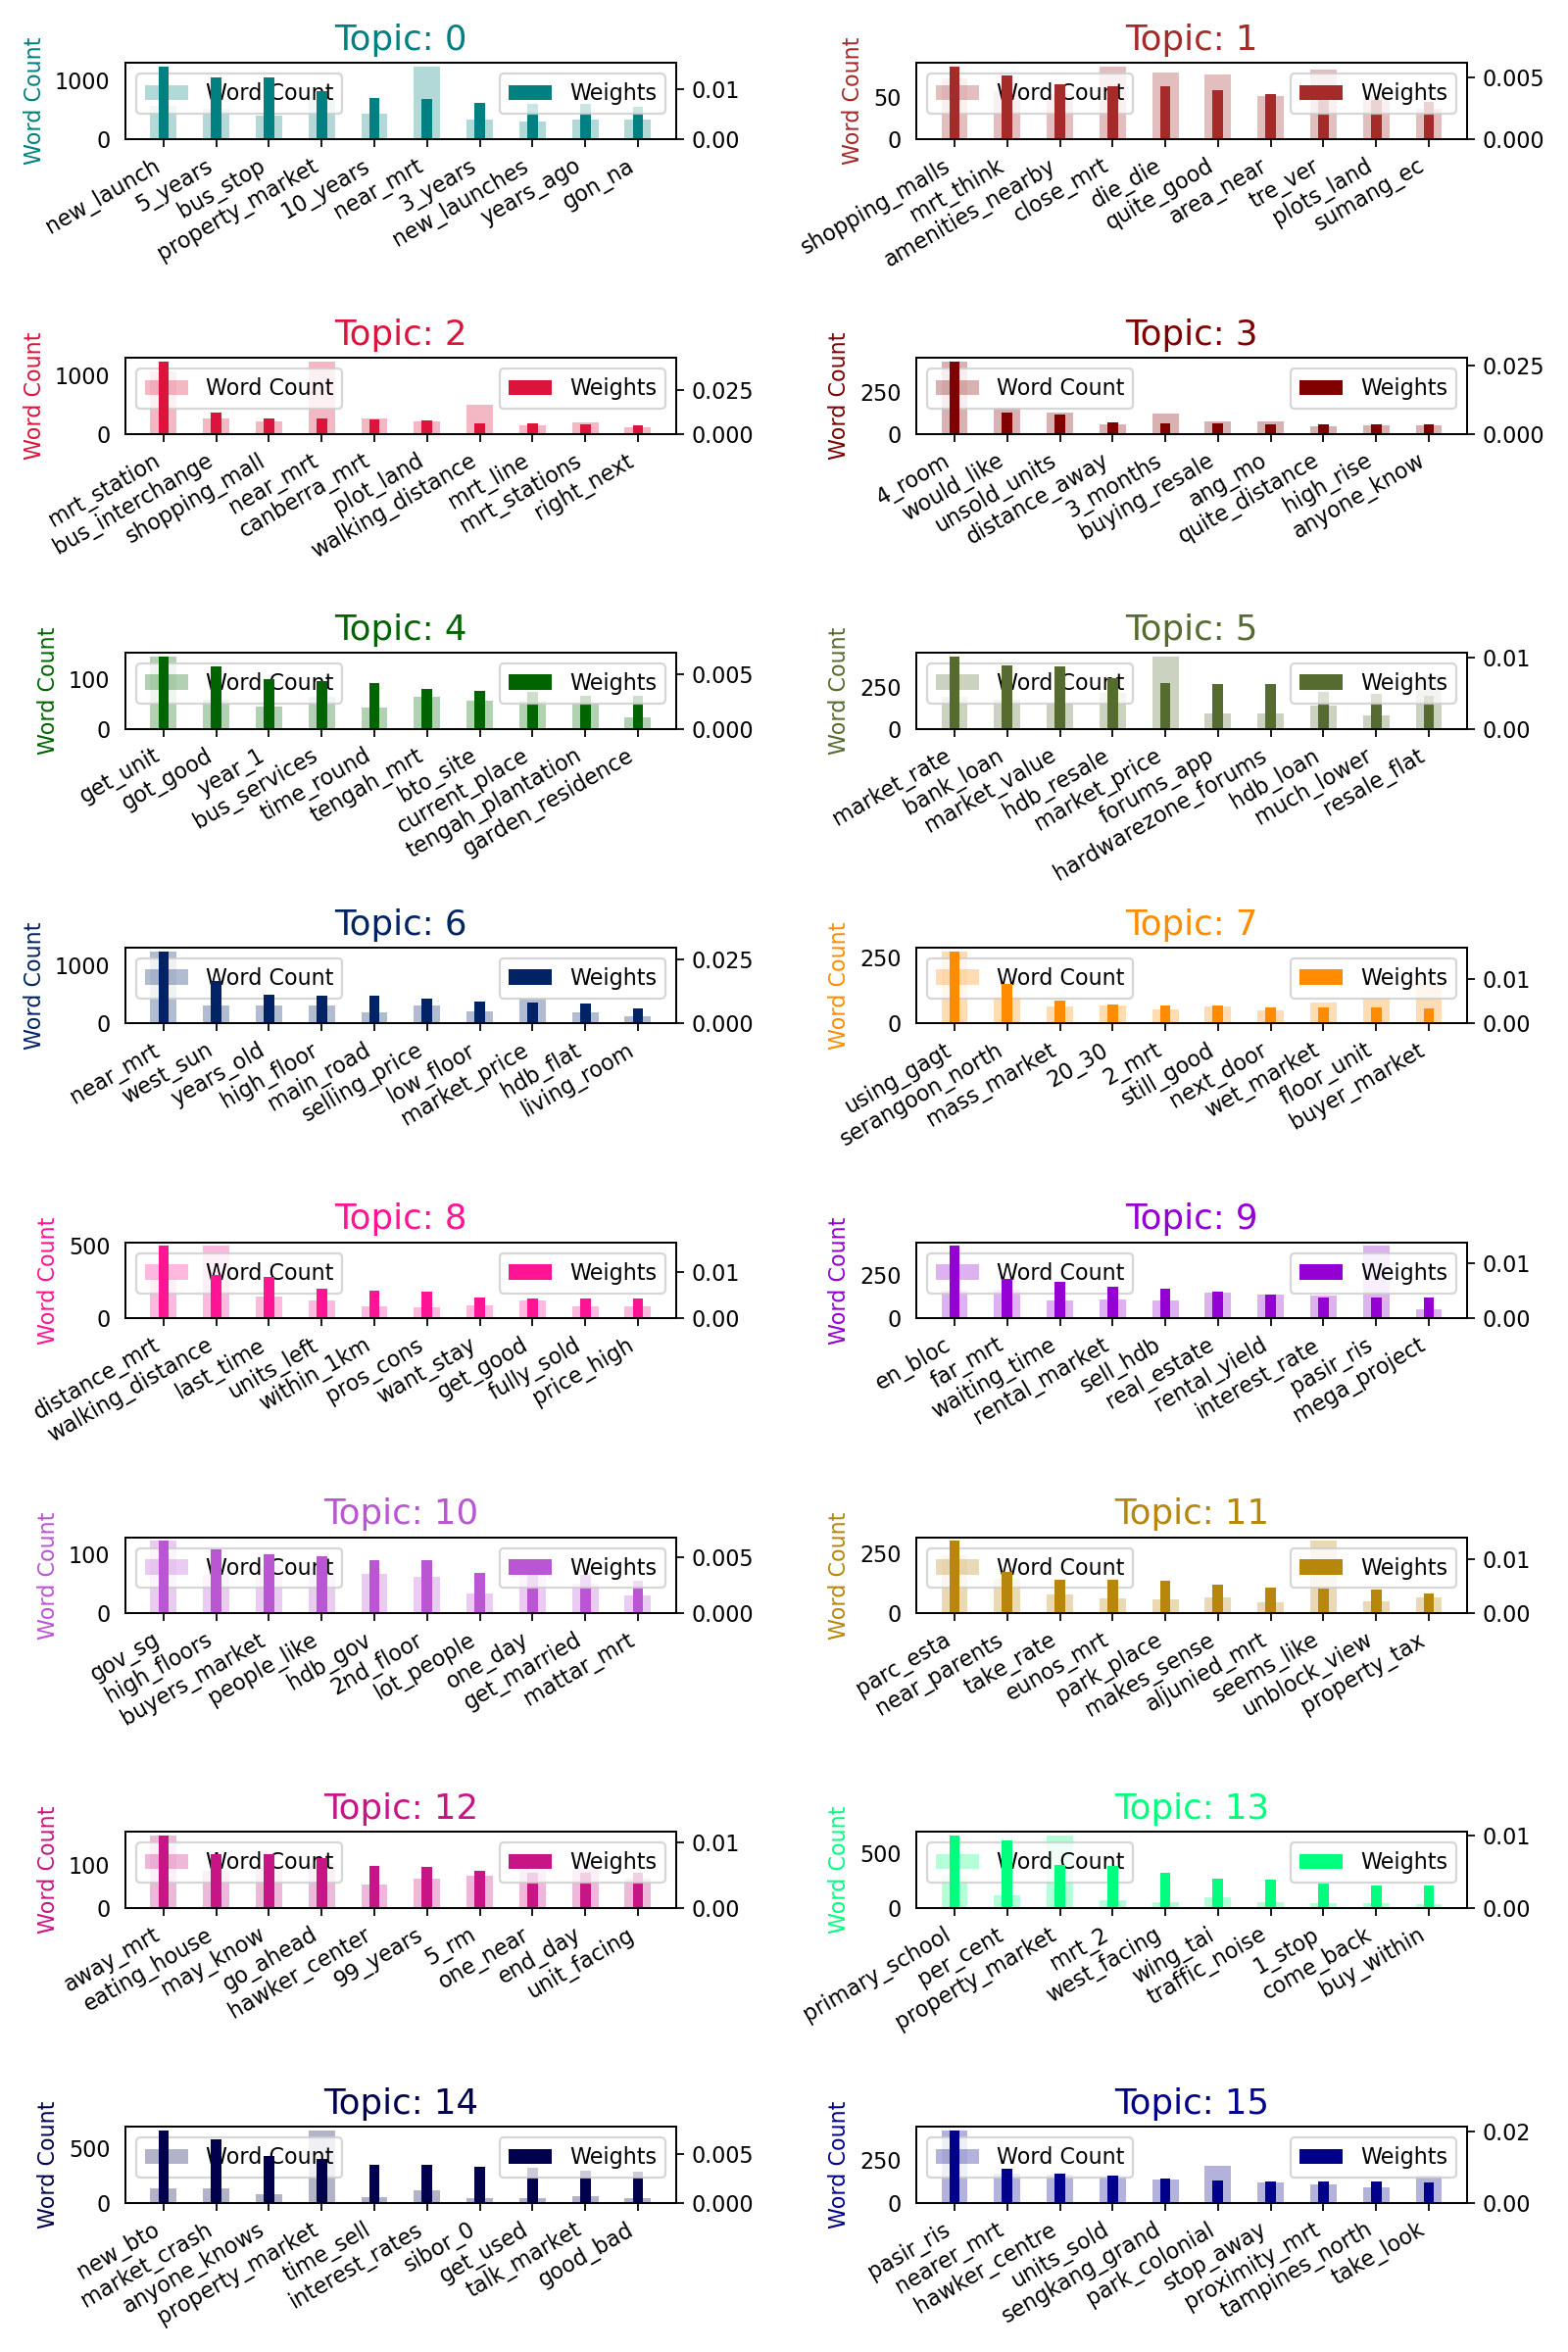 Topic: 0
Word Count
1000
0
Word Count
Weights
0.01
0.00
new_launch
5_years
bus_stop
property_market
10_years
near_mrt
3_years
new_launches
years_ago
gon_na
Topic: 1
Word Count
50
0
Word Count
Weights
0.005
0.000
shopping_malls
mrt_think
amenities_nearby
close_mrt
die_die
quite_good
area_near
tre_ver
plots_land
sumang_ec
Topic: 2
Word Count
1000
0
Word Count
Weights
0.025
0.000
mrt_station
bus_interchange
shopping_mall
near_mrt
canberra_mrt
plot_land
walking_distance
mrt_line
mrt_stations
right_next
Topic: 3
Word Count
250
0
Word Count
Weights
0.025
0.000
4_room
would_like
unsold_units
distance_away
3_months
buying_resale
ang_mo
quite_distance
high_rise
anyone_know
Topic: 4
Word Count
100
0
Word Count
Weights
0.005
0.000
get_unit
got_good
year_1
bus_services
time_round
tengah_mrt
bto_site
current_place
tengah_plantation
garden_residence
Topic: 5
Word Count
250
0
Word Count
Weights
0.01
0.00
market_rate
bank_loan
market_value
hdb_resale
market_price
forums_app
hardwarezone_forums
hdb_loan
much_lower
resale_flat
Topic: 6
Word Count
1000
0
Word Count
Weights
0.025
0.000
near_mrt
west_sun
years_old
high_floor
main_road
selling_price
low_floor
market_price
hdb_flat
living_room
Topic: 7
Word Count
250
0
Word Count
Weights
0.01
0.00
using_gagt
serangoon_north
mass_market
20_30
2_mrt
still_good
next_door
wet_market
floor_unit
buyer_market
Topic: 8
Word Count
500
0
Word Count
Weights
0.01
0.00
distance_mrt
walking_distance
last_time
units_left
within_1km
pros_cons
want_stay
get_good
fully_sold
price_high
Topic: 9
Word Count
250
0
Word Count
Weights
0.01
0.00
en_bloc
far_mrt
waiting_time
rental_market
sell_hdb
real_estate
rental_yield
interest_rate
pasir_ris
mega_project
Topic: 10
Word Count
100
0
Word Count
Weights
0.005
0.000
gov_sg
high_floors
buyers_market
people_like
hdb_gov
2nd_floor
lot_people
one_day
get_married
mattar_mrt
Topic: 11
Word Count
250
0
Word Count
Weights
0.01
0.00
parc_esta
near_parents
take_rate
eunos_mrt
park_place
makes_sense
aljunied_mrt
seems_like
unblock_view
property_tax
Topic: 12
Word Count
100
0
Word Count
Weights
0.01
0.00
away_mrt
eating_house
may_know
go_ahead
hawker_center
99_years
5_rm
one_near
end_day
unit_facing
Topic: 13
Word Count
500
0
Word Count
Weights
0.01
0.00
primary_school
per_cent
property_market
mrt_2
west_facing
wing_tai
traffic_noise
1_stop
come_back
buy_within
Topic: 14
Word Count
500
0
Word Count
Weights
0.005
0.000
new_bto
market_crash
anyone_knows
property_market
time_sell
interest_rates
sibor_0
get_used
talk_market
good_bad
Topic: 15
Word Count
250
0
Word Count
Weights
0.02
0.00
pasir_ris
nearer_mrt
hawker_centre
units_sold
sengkang_grand
park_colonial
stop_away
proximity_mrt
tampines_north
take_look